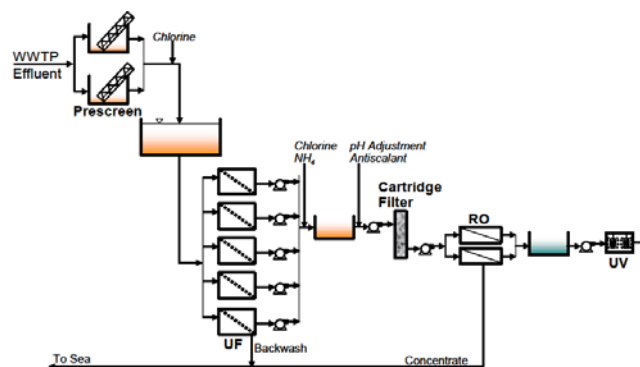 Chlorine
WWTP
Effluent
Prescreen
Chlorine
NH₄
pH Adjustment
Antiscalant
Cartridge
Filter
RO
UV
UF
Backwash
To Sea
Concentrate